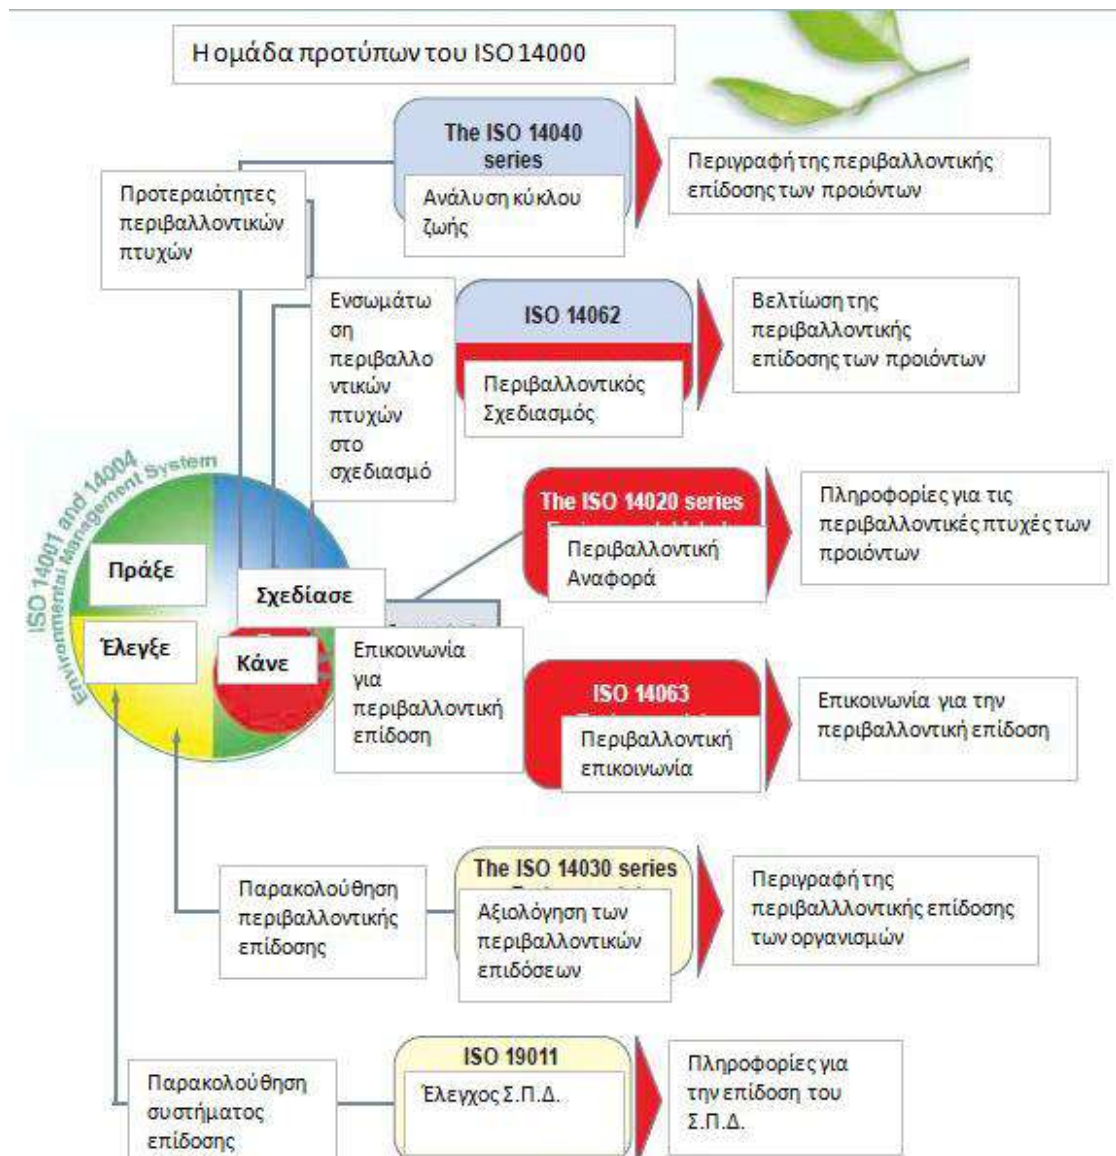 Η ομάδα προτύπων του ISO 14000
The ISO 14040
series
Ανάλυση κύκλου
ζωής
Περιγραφή της περιβαλλοντικής
επίδοσης των προιόντων
Προτεραιότητες
περιβαλλοντικών
πτυχών
Ενσωμάτω
ση
περιβαλλο
ντικών
πτυχών
στο
σχεδιασμό
ISO 14062
Περιβαλλοντικός
Σχεδιασμός
Βελτίωση της
περιβαλλοντικής
επίδοσης των προιόντων
The ISO 14020 series
Περιβαλλοντική
Αναφορά
Πληροφορίες για τις
περιβαλλοντικές πτυχές των
προιόντων
ISO 14001 and 14004
Environmental Management System
Πράξε
Σχεδίασε
Έλεγξε
Κάνε
Επικοινωνία
για
περιβαλλοντική
επίδοση
ISO 14063
Περιβαλλοντική
επικοινωνία
Επικοινωνία για την
περιβαλλοντική επίδοση
Παρακολούθηση
περιβαλλοντικής
επίδοσης
The ISO 14030 series
Αξιολόγηση των
περιβαλλοντικών
επιδόσεων
Περιγραφή της
περιβαλλλοντικής επίδοσης
των οργανισμών
Παρακολούθηση
συστήματος
επίδοσης
ISO 19011
Έλεγχος Σ.Π.Δ.
Πληροφορίες για
την επίδοση του
Σ.Π.Δ.